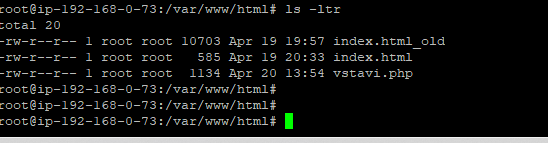 root@ip-192-168-0-73:/var/www/html# ls -ltr
total 20
-rw-r--r-- 1 root root 10703 Apr 19 19:57 index.html_old
-rw-r--r-- 1 root root   585 Apr 19 20:33 index.html
-rw-r--r-- 1 root root  1134 Apr 20 13:54 vstavi.php
root@ip-192-168-0-73:/var/www/html#
root@ip-192-168-0-73:/var/www/html#
root@ip-192-168-0-73:/var/www/html#